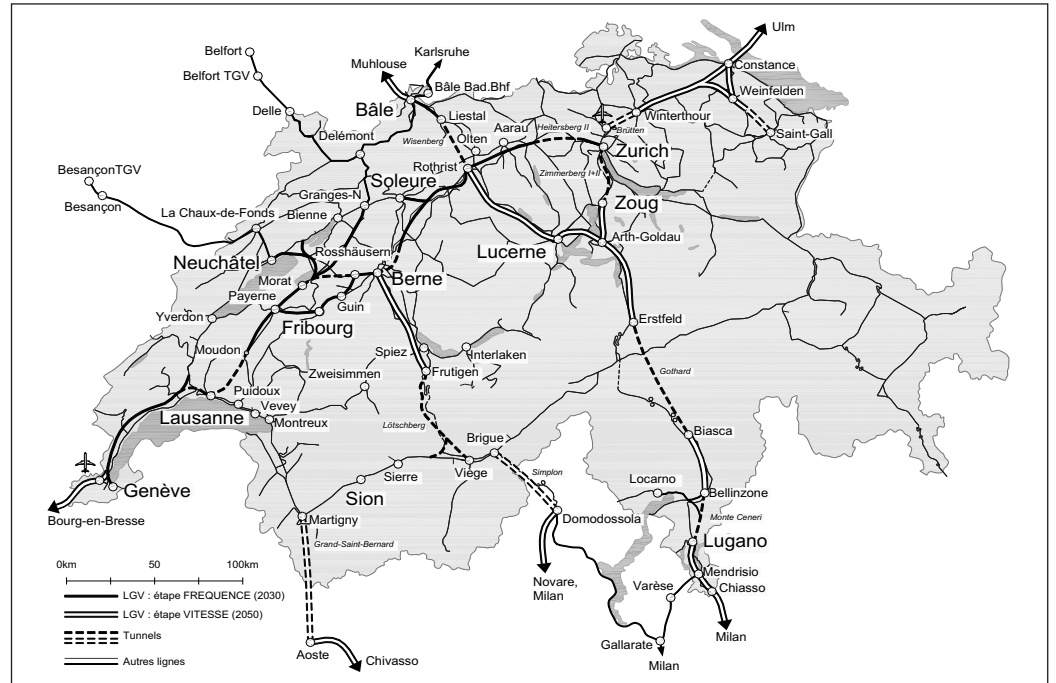 Ulm
Belfort
Karlsruhe
Muhlouse
Constance
Belfort TGV
Bâle Bad.Bhf
Weinfelden
Bâle
Delle
Liestal
Winterthour
Heitersberg II
Brütten
Saint-Gall
Aarau
Delémont
Wisenberg
Olten
Zurich
Rothrist
Zimmerberg I+II
BesançonTGV
Soleure
Granges-N
Zoug
Besançon
La Chaux-de-Fonds
Bienne
Arth-Goldau
Lucerne
Rosshäusern
Neuchâtel
Berne
Morat
Payerne
Guin
Yverdon
Fribourg
Erstfeld
Moudon
Spiez
Interlaken
Zweisimmen
Frutigen
Gothard
Puidoux
Vevey
Lausanne
Montreux
Lötschberg
Biasca
Brigue
Sierre
Viège
Simplon
Genève
Sion
Locarno
Bellinzone
Bourg-en-Bresse
Martigny
Domodossola
Monte Ceneri
Grand-Saint-Bernard
Lugano
Mendrisio
Novare,
Milan
Varèse
Chiasso
Milan
Gallarate
Milan
Aoste
Chivasso
0km 50 100km
LGV : étape FREQUENCE (2030)
LGV : étape VITESSE (2050)
Tunnels
Autres lignes